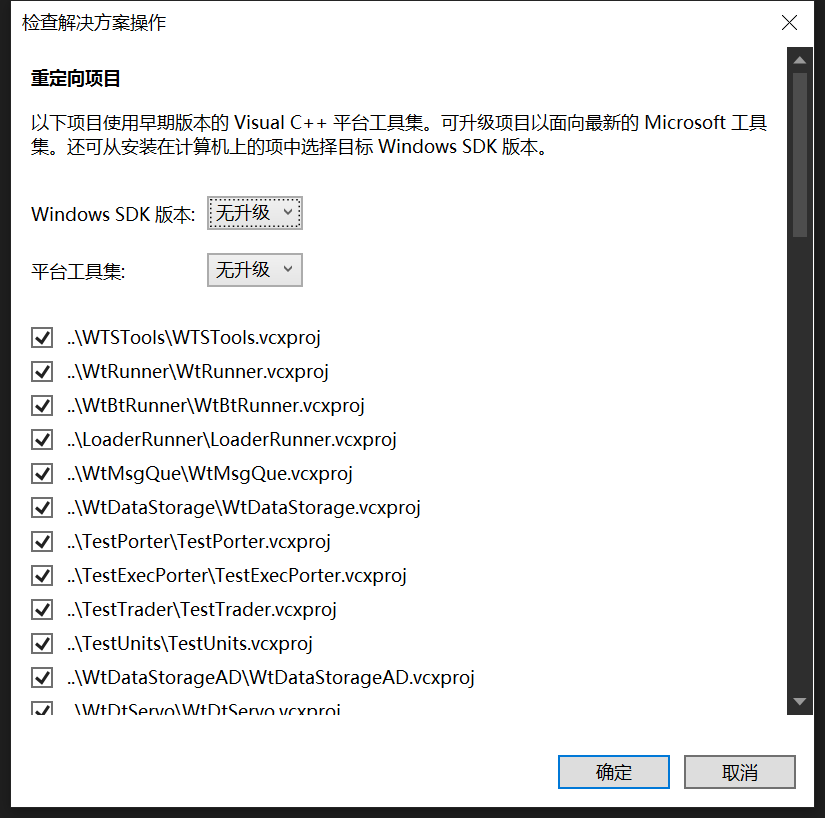 检查解决方案操作
重定向项目
以下项目使用早期版本的 Visual C++ 平台工具集。可升级项目以面向最新的 Microsoft 工具
集。还可从安装在计算机上的项中选择目标 Windows SDK 版本。
Windows SDK 版本: 无升级
平台工具集: 无升级
..\WTSTools\WTSTools.vcxproj
..\WtRunner\WtRunner.vcxproj
..\WtBtRunner\WtBtRunner.vcxproj
..\LoaderRunner\LoaderRunner.vcxproj
..\WtMsgQue\WtMsgQue.vcxproj
..\WtDataStorage\WtDataStorage.vcxproj
..\TestPorter\TestPorter.vcxproj
..\TestExecPorter\TestExecPorter.vcxproj
..\TestTrader\TestTrader.vcxproj
..\TestUnits\TestUnits.vcxproj
..\WtDataStorageAD\WtDataStorageAD.vcxproj
..\WtDtServo\WtDtServo.vcxproj
确定 取消